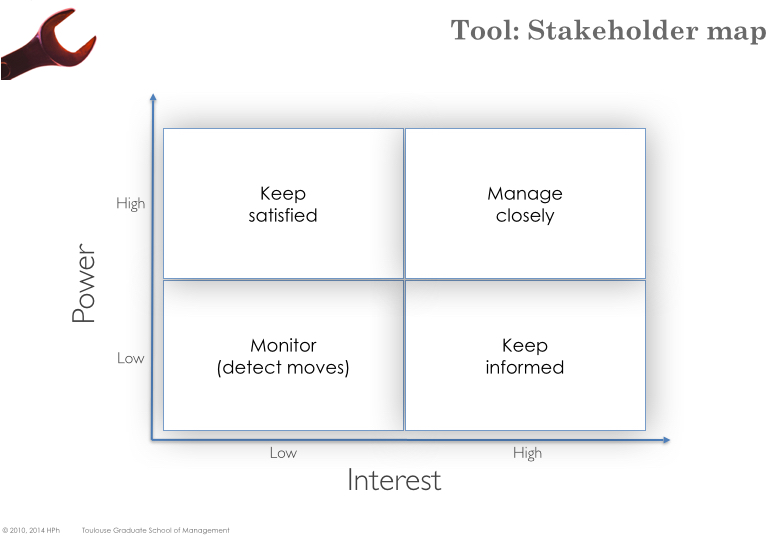 Tool: Stakeholder map
Power
High
Keep
satisfied
Manage
closely
Low
Monitor
(detect moves)
Keep
informed
Low
High
Interest
© 2010, 2014 HPh Toulouse Graduate School of Management